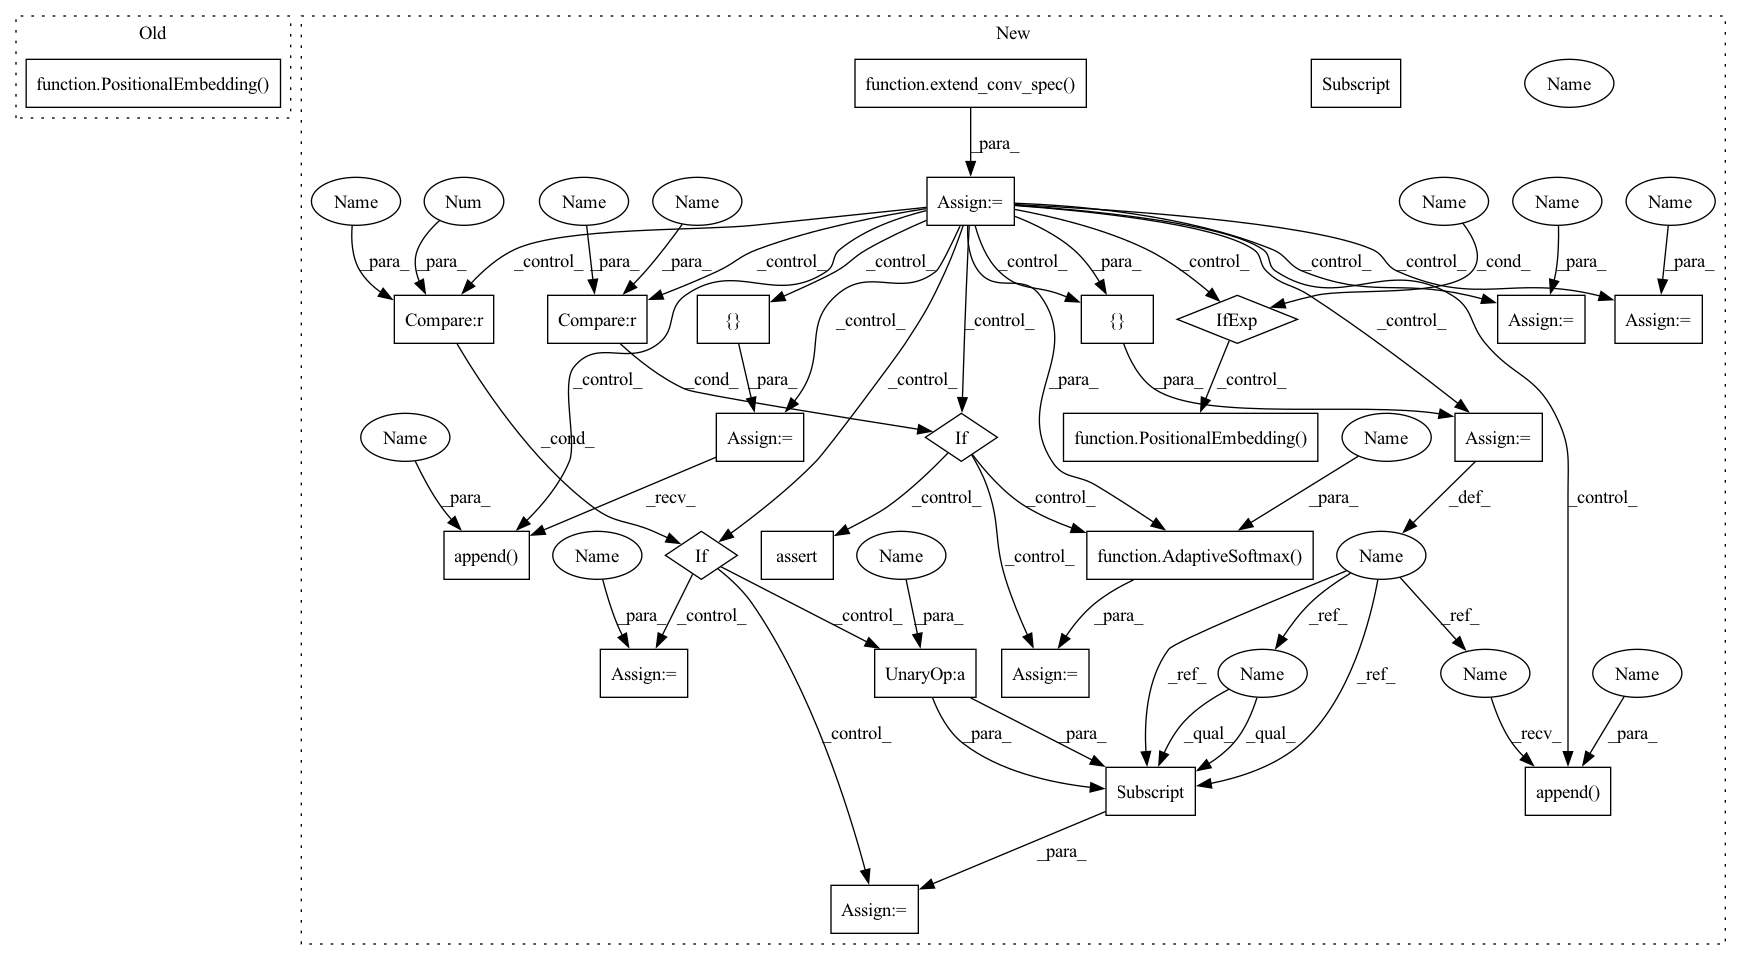 Old
New
function.PositionalEmbedding()
function.extend_conv_spec()
Subscript
Name
_para_
Name
Num
Name
Name
Assign:=
Name
Name
Name
_para_
_para_
_control_
_para_
_para_
_control_
_control_
_control_
_para_
_control_
_cond_
_control_
_para_
_control_
_para_
Compare:r
Compare:r
{}
{}
IfExp
Assign:=
Assign:=
_control_
_control_
_control_
_control_
_cond_
_para_
_control_
_para_
_para_
_control_
Name
_cond_
Assign:=
If
function.PositionalEmbedding()
Name
Assign:=
_para_
_recv_
_control_
_control_
_para_
_def_
_control_
append()
Name
If
assert
Name
_control_
function.AdaptiveSoftmax()
Name
_para_
_control_
_control_
_para_
_para_
_ref_
_ref_
Assign:=
UnaryOp:a
Assign:=
_ref_
Name
_ref_
Name
Name
_control_
_para_
_para_
_qual_
_qual_
_recv_
_para_
Subscript
append()
_para_
Assign:=